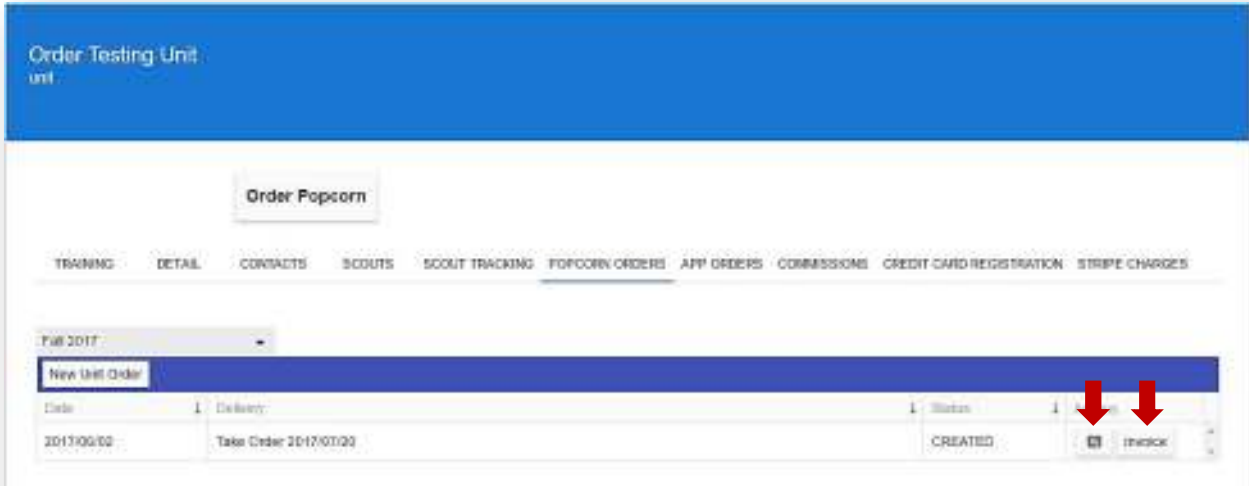 Order Testing Unit
unit
Order Popcorn
TRAINING DETAIL CONTACTS SCOUTS SCOUT TRACKING POPCORN ORDERS APP ORDERS COMMISSIONS CREDIT CARD REGISTRATION STRIPE CHARGES
Fall 2017
New Unit Order
Date Delivery Status
Take Order 2017/07/20 CREATED Invoice